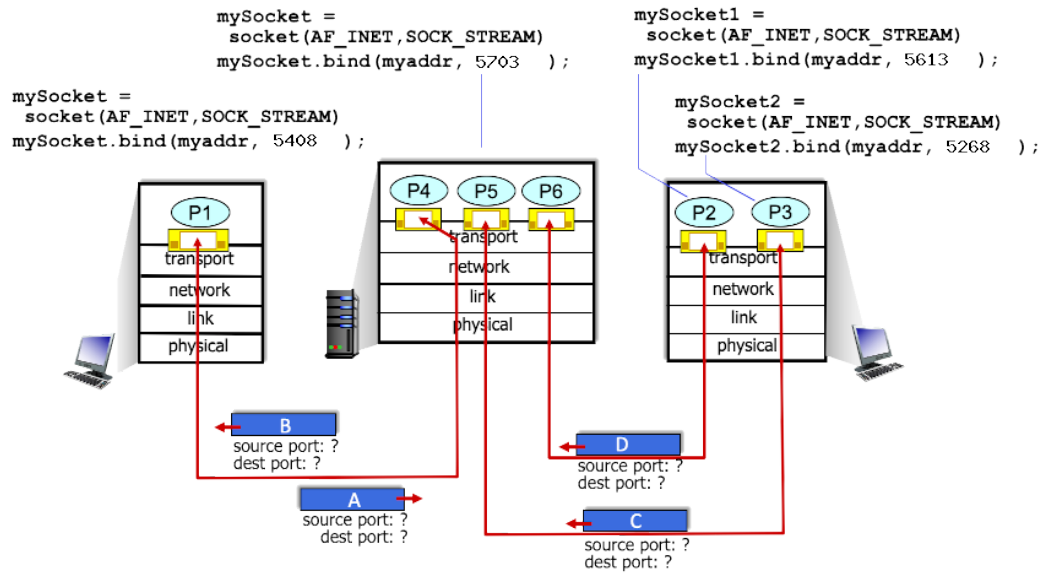 mySocket =
socket(AF_INET,SOCK_STREAM)
mySocket.bind(myaddr, 5703 );
mySocket1 =
socket(AF_INET,SOCK_STREAM)
mySocket1.bind(myaddr, 5613 );
mySocket =
socket(AF_INET,SOCK_STREAM)
mySocket.bind(myaddr, 5408 );
mySocket2 =
socket(AF_INET,SOCK_STREAM)
mySocket2.bind(myaddr, 5268 );
P1
transport
network
link
physical
P4 P5 P6
transport
network
link
physical
P2 P3
transport
network
link
physical
B
source port: ?
dest port: ?
A
source port: ?
dest port: ?
D
source port: ?
dest port: ?
C
source port: ?
dest port: ?